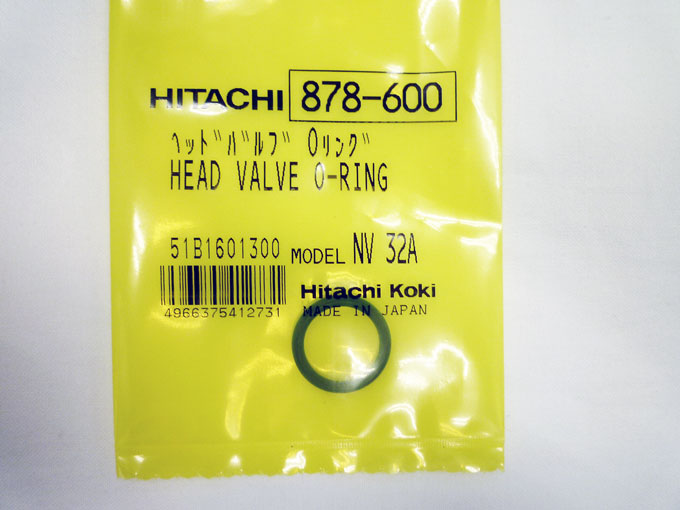 HITACHI 878-600
ヘッドバルブ Oリング
HEAD VALVE O-RING
51B1601300 MODEL NV 32A
4966375412731
Hitachi Koki
MADE IN JAPAN